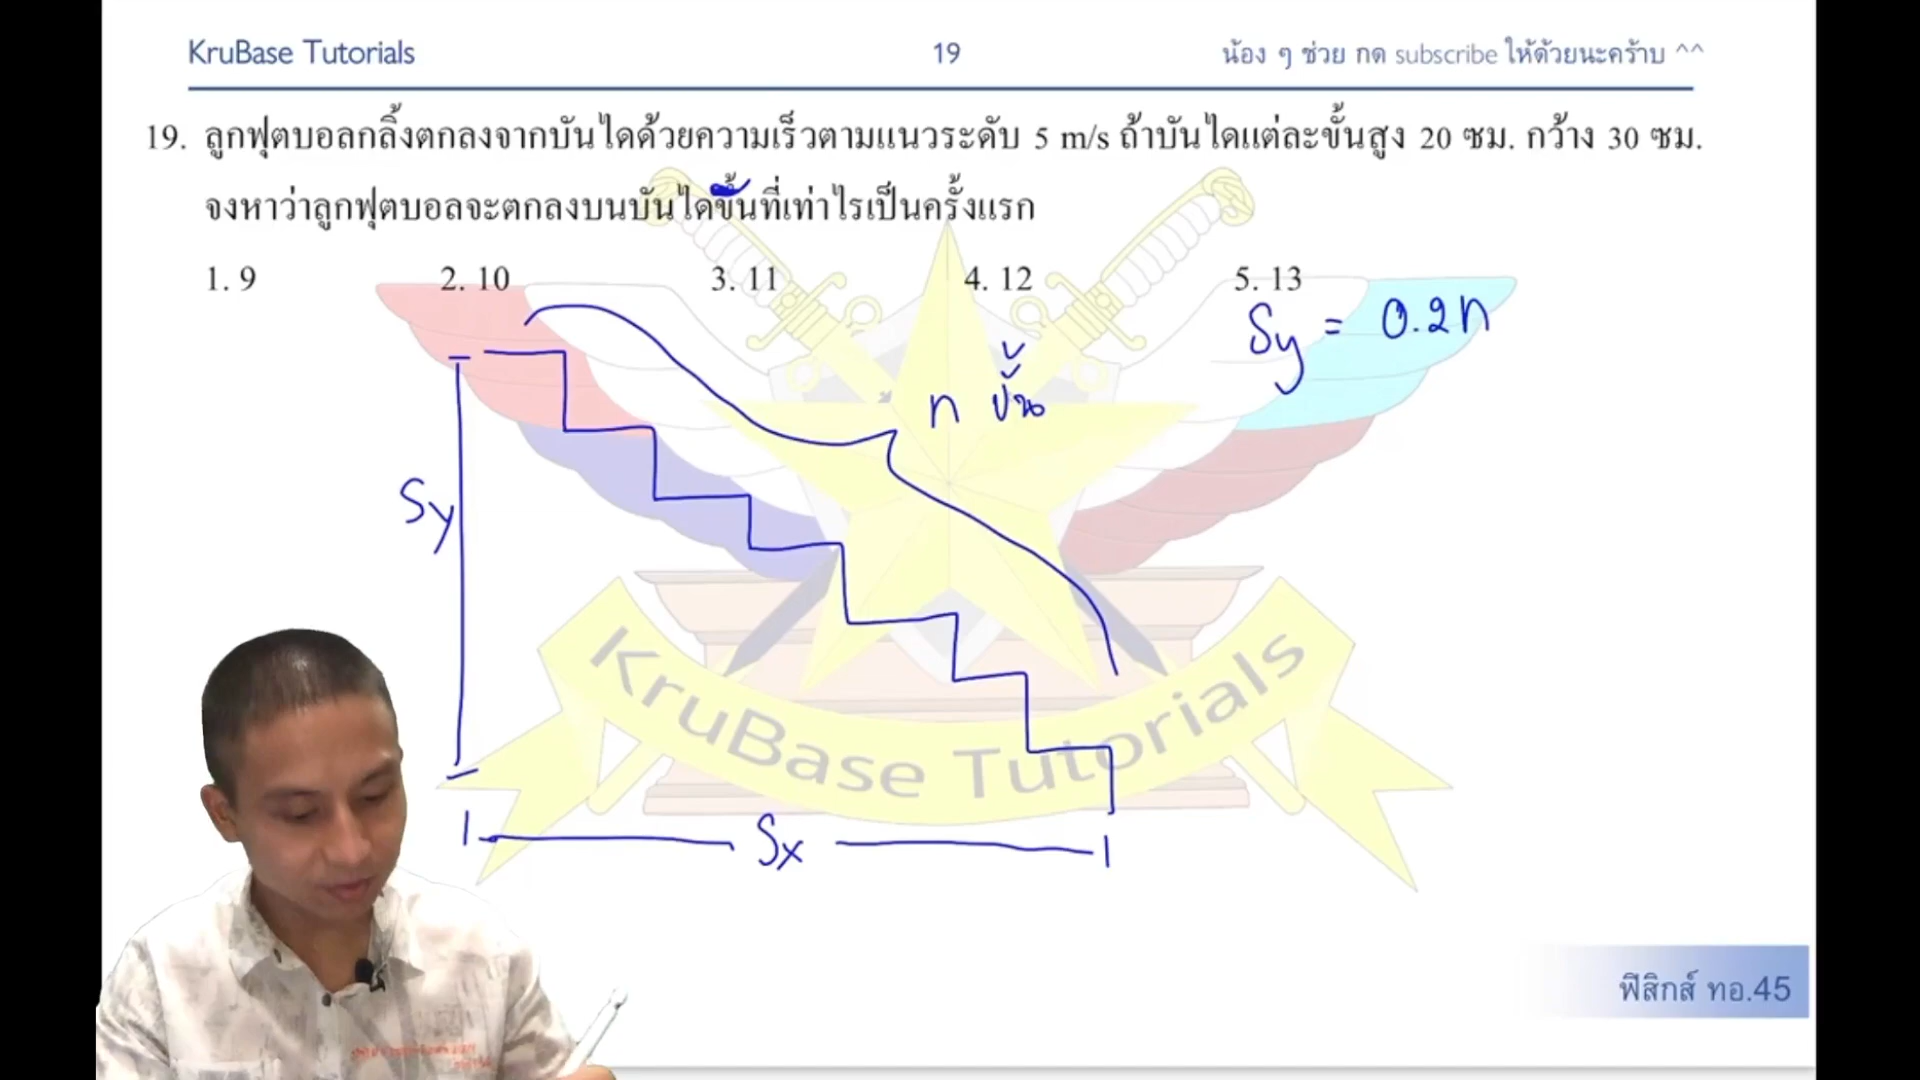 KruBase Tutorials 19 น้อง ๆ ช่วย กด subscribe ให้ด้วยนะคร้าบ ^^
19. ลูกฟุตบอลกลิ้งตกลงจากบันไดด้วยความเร็วตามแนวระดับ 5 m/s ถ้าบันไดแต่ละขั้นสูง 20 ซม. กว้าง 30 ซม.
จงหาว่าลูกฟุตบอลจะตกลงบนบันไดขั้นที่เท่าไรเป็นครั้งแรก
1. 9 2. 10 3. 11 4. 12 5. 13
Sy = 0.2n
n ขั้น
Sy
KruBase Tutorials
Sx
ฟิสิกส์ ทอ.45